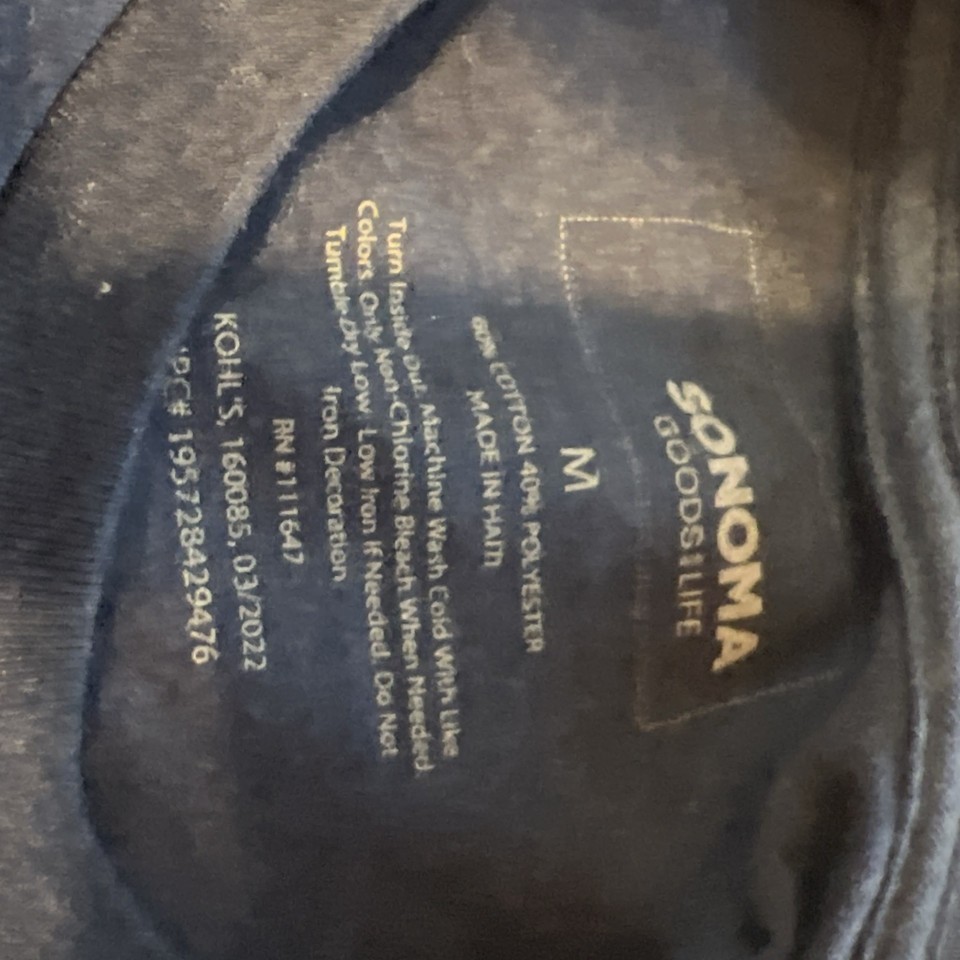 SONOMA
GOODS | LIFE
M
60% COTTON 40% POLYESTER
MADE IN HAITI
Turn Inside Out. Machine Wash Cold With Like
Colors. Only Non-Chlorine Bleach When Needed.
Tumble Dry Low. Low Iron If Needed. Do Not
Iron Decoration.
RN #111647
KOHL'S, 160085, 03/2022
195728429476